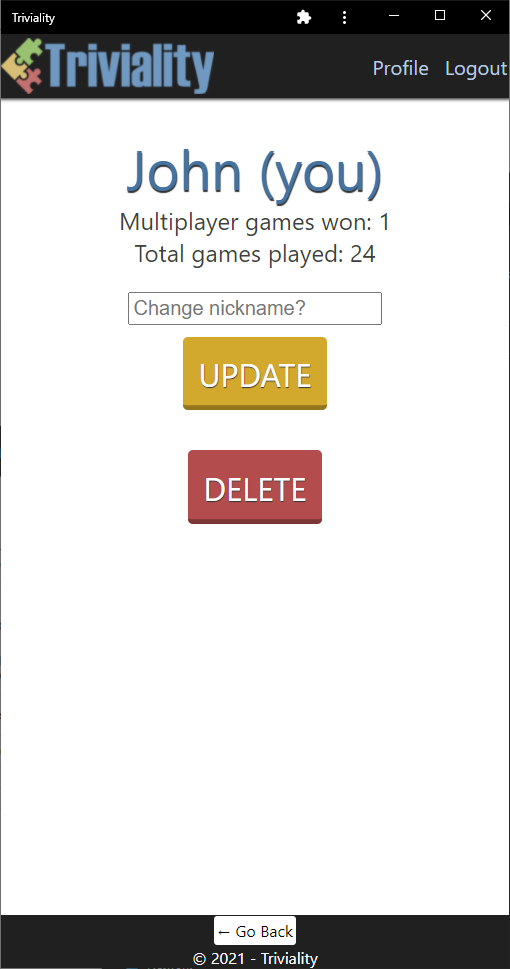 Triviality
Triviality
Profile Logout
John (you)
Multiplayer games won: 1
Total games played: 24
Change nickname?
UPDATE
DELETE
← Go Back
© 2021 - Triviality